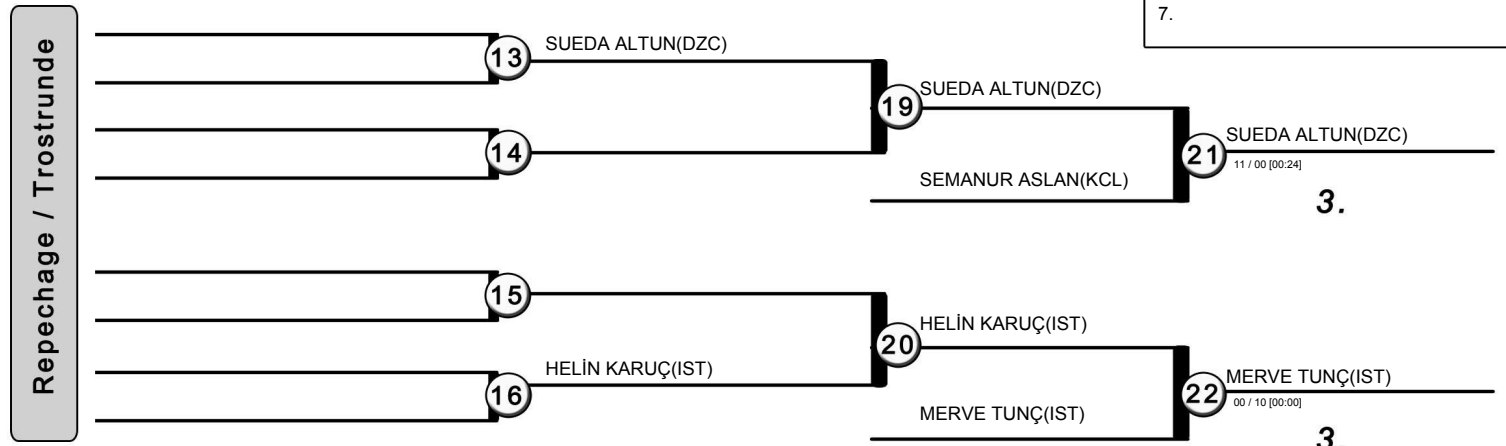 Repechage / Trostrunde
7.
13
SUEDA ALTUN(DZC)
14
19
SUEDA ALTUN(DZC)
SEMANUR ASLAN(KCL)
21
SUEDA ALTUN(DZC)
11 / 00 [00:24]
3.
15
16
HELİN KARUÇ(IST)
20
HELİN KARUÇ(IST)
MERVE TUNÇ(IST)
22
MERVE TUNÇ(IST)
00 / 10 [00:00]
3